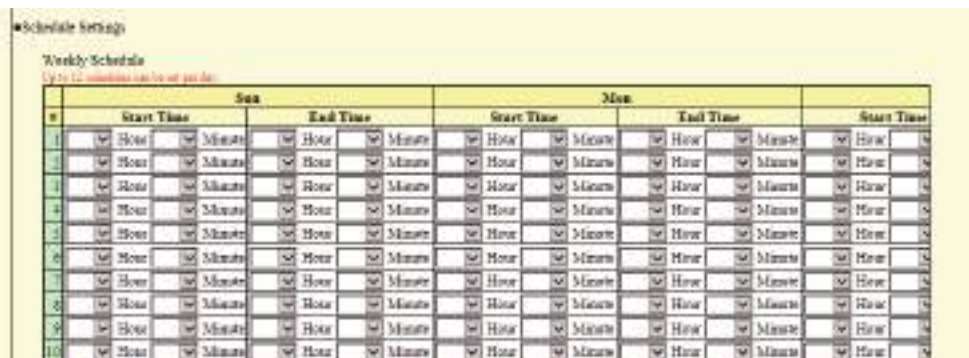 ■Schedule Settings
Weekly Schedule
Up to 12 schedules can be set per day.
Sun Mon
# Start Time End Time Start Time End Time Start Time
1 Hour Minute Hour Minute Hour Minute Hour Minute Hour
2 Hour Minute Hour Minute Hour Minute Hour Minute Hour
3 Hour Minute Hour Minute Hour Minute Hour Minute Hour
4 Hour Minute Hour Minute Hour Minute Hour Minute Hour
5 Hour Minute Hour Minute Hour Minute Hour Minute Hour
6 Hour Minute Hour Minute Hour Minute Hour Minute Hour
7 Hour Minute Hour Minute Hour Minute Hour Minute Hour
8 Hour Minute Hour Minute Hour Minute Hour Minute Hour
9 Hour Minute Hour Minute Hour Minute Hour Minute Hour
10 Hour Minute Hour Minute Hour Minute Hour Minute Hour